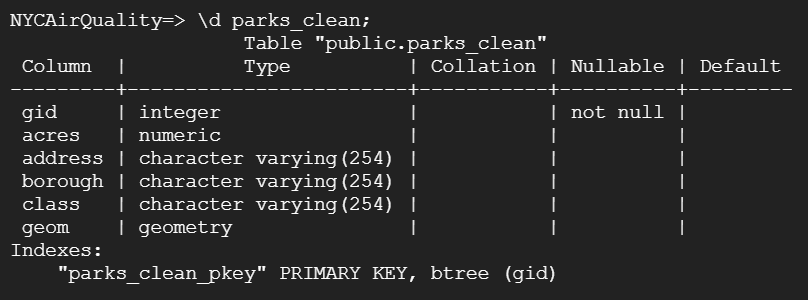 NYCAirQuality=> \d parks_clean;
                     Table "public.parks_clean"
 Column  |          Type          | Collation | Nullable | Default
---------+------------------------+-----------+----------+---------
 gid     | integer                |           | not null |
 acres   | numeric                |           |          |
 address | character varying(254) |           |          |
 borough | character varying(254) |           |          |
 class   | character varying(254) |           |          |
 geom    | geometry               |           |          |
Indexes:
    "parks_clean_pkey" PRIMARY KEY, btree (gid)